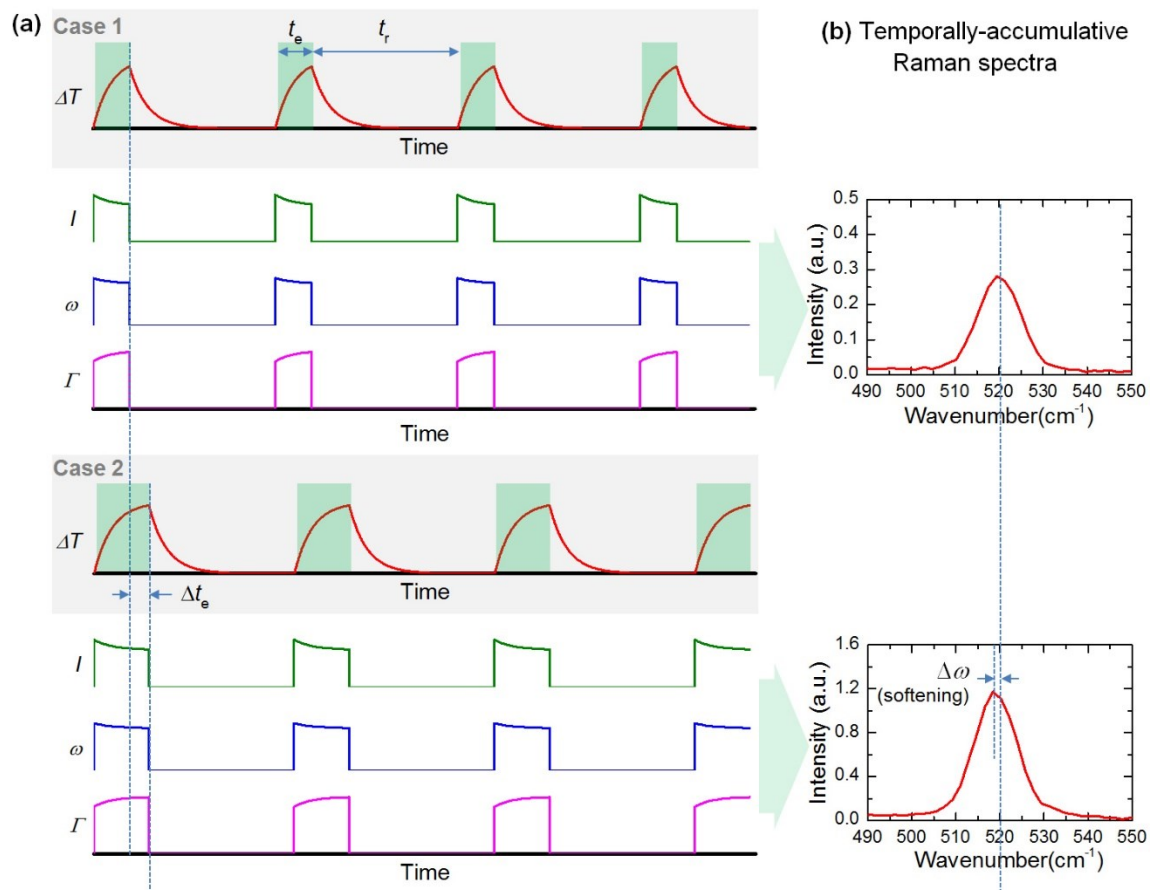 (a)
Case 1
te
tr
ΔT
Time
I
ω
Γ
Time
Case 2
ΔT
Time
Δte
I
ω
Γ
Time
(b) Temporally-accumulative
Raman spectra
0.5
0.4
0.3
0.2
0.1
0.0
Intensity (a.u.)
490 500 510 520 530 540 550
Wavenumber(cm-1)
1.6
1.2
0.8
0.4
0.0
Intensity (a.u.)
Δω
(softening)
490 500 510 520 530 540 550
Wavenumber(cm-1)